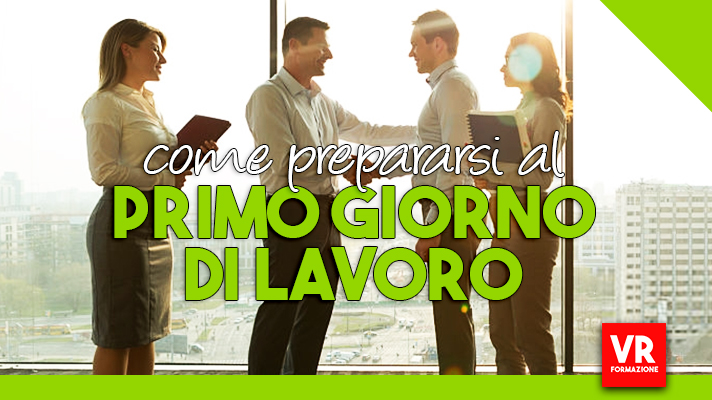 come prepararsi al
PRIMO GIORNO
DI LAVORO
VR
FORMAZIONE